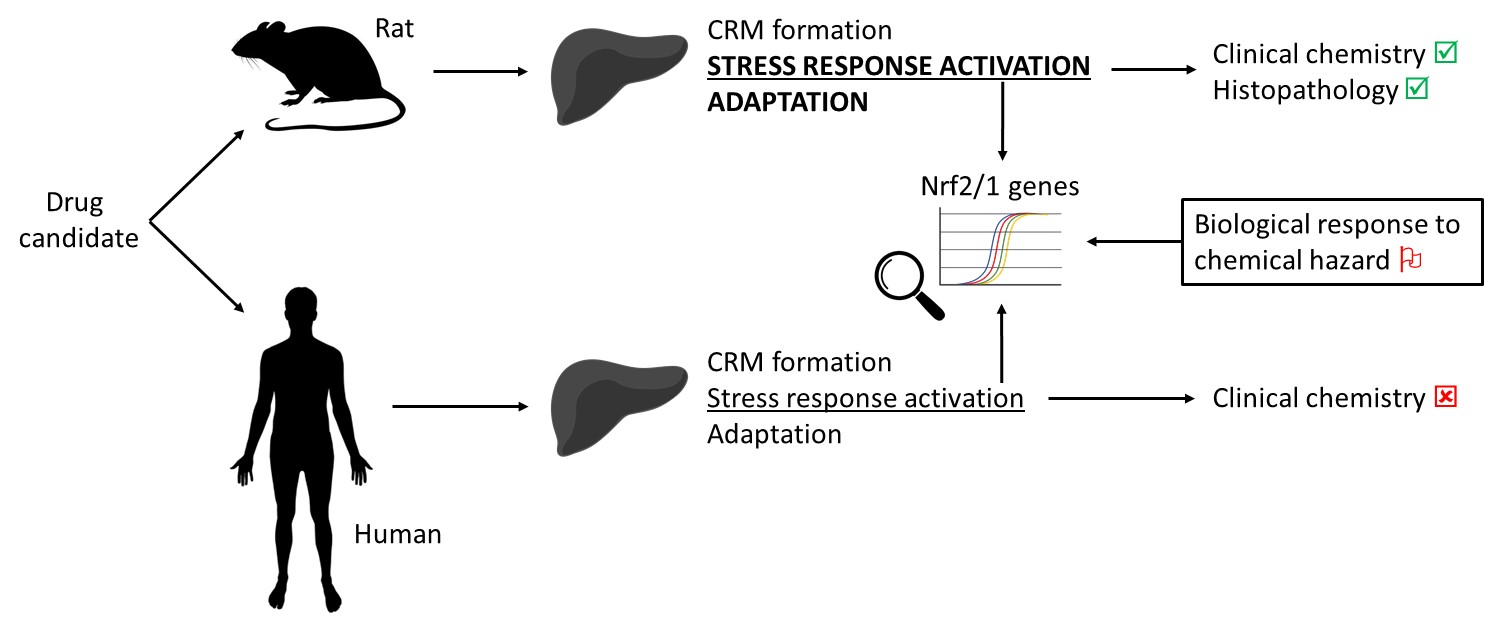 Rat
CRM formation
STRESS RESPONSE ACTIVATION
ADAPTATION
Clinical chemistry ☑
Histopathology ☑
Drug
candidate
Nrf2/1 genes
Biological response to
chemical hazard
CRM formation
Stress response activation
Adaptation
Clinical chemistry ☒
Human